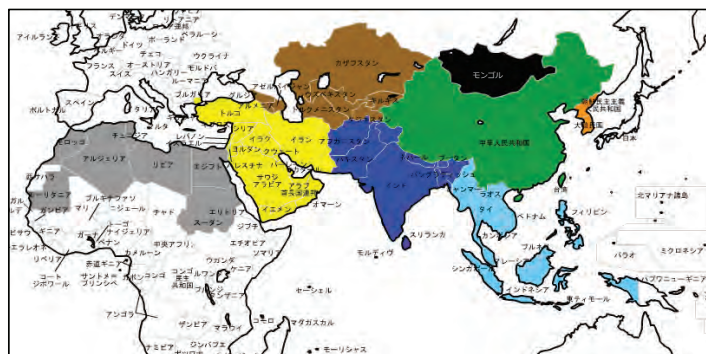 アイルランド
ベラルーシ
ポーランド
ドイツ
チェコ
ウクライナ
フランス
オーストリア
モルドバ
スイス
ハンガリー
ルーマニア
カザフスタン
モンゴル
ブルガリア
スペイン
ポルトガル
アゼルバイジャン
ウズベキスタン
アルメニア
トルクメニスタン
トルコ
日本
大韓民国
中華人民共和国
チュニジア
レバノン
シリア
イラク
イラン
アフガニスタン
モロッコ
ヨルダン
クウェート
パキスタン
ネパール
ブータン
アルジェリア
リビア
エジプト
バングラデシュ
サウジ
アラビア
アラブ
首長国連邦
インド
ミャンマー
ラオス
台湾
オマーン
タイ
北マリアナ諸島
イエメン
モーリタニア
マリ
ニジェール
チャド
スーダン
エリトリア
ベトナム
フィリピン
ブルキナファソ
ガンビア
ジブチ
カンボジア
ガーナ
ナイジェリア
ベナン
トーゴ
中央アフリカ
エチオピア
スリランカ
ミクロネシア
カメルーン
ソマリア
モルディヴ
ブルネイ
パラオ
リベリア
赤道ギニア
ウガンダ
マレーシア
シンガポール
コート
ジボワール
サントメ・
プリンシペ
ガボン
コンゴ
コンゴ
民主
共和国
ルワンダ
ケニア
ブルンジ
タンザニア
セーシェル
インドネシア
東ティモール
パプアニューギニア
アンゴラ
ザンビア
マラウイ
コモロ
マダガスカル
ナミビア
ジンバブエ
モーリシャス